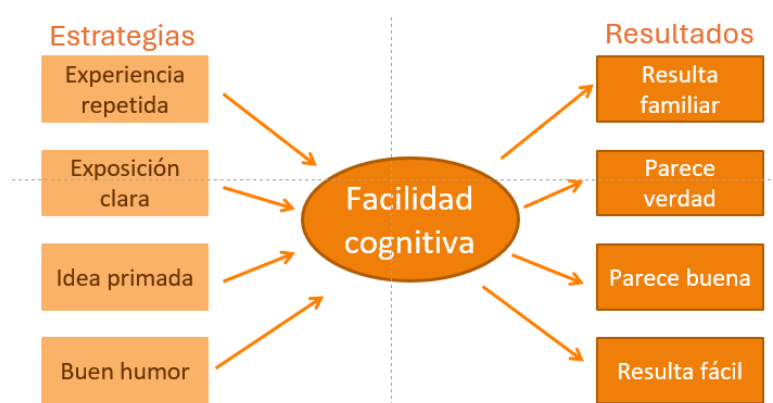 Estrategias
Experiencia
repetida
Exposición
clara
Idea primada
Buen humor
Facilidad
cognitiva
Resultados
Resulta
familiar
Parece
verdad
Parece buena
Resulta fácil